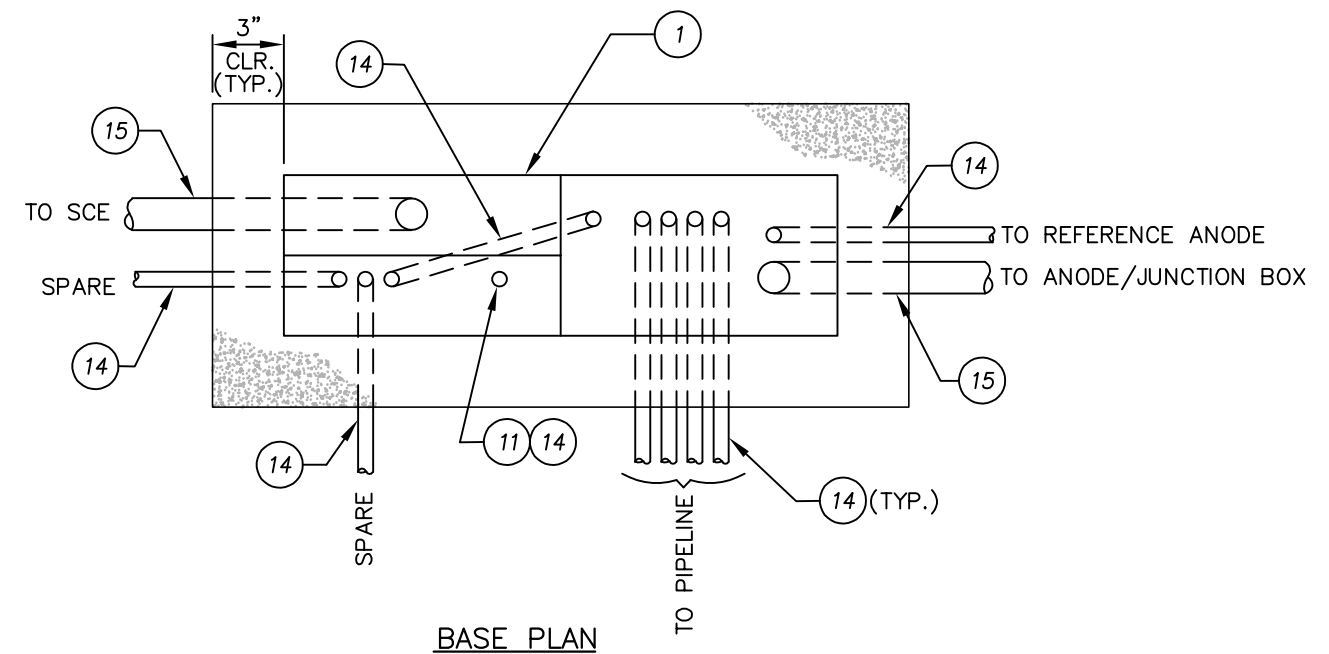 3"
CLR.
(TYP.)
1
14
15
14
14
TO SCE
TO REFERENCE ANODE
SPARE
TO ANODE/JUNCTION BOX
14
15
14
11 14
14 (TYP.)
SPARE
TO PIPELINE
BASE PLAN